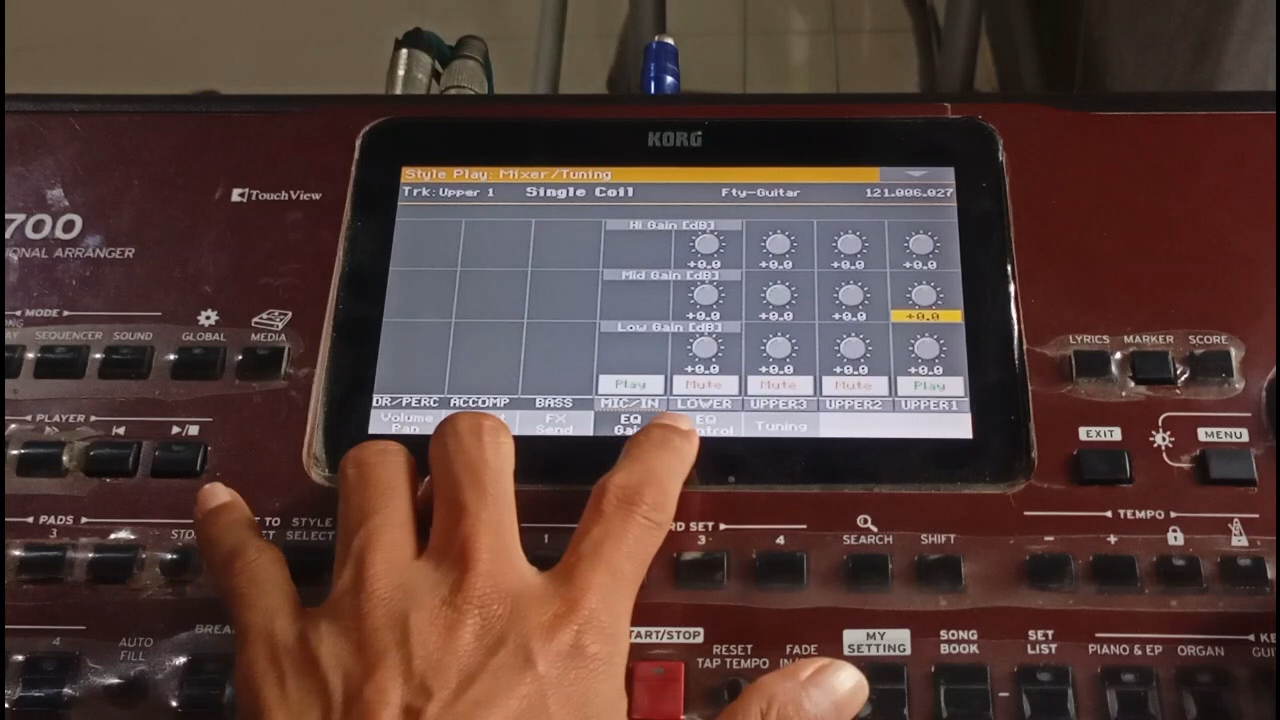 KORG
TouchView
Style Play: Mixer/Tuning
Trk: Upper 1 Single Coil Fty-Guitar 121.006.027
700
IONAL ARRANGER
Hi Gain [dB]
+0.0 +0.0 +0.0 +0.0
Mid Gain [dB]
+0.0 +0.0 +0.0 +0.0
Low Gain [dB]
+0.0 +0.0 +0.0 +0.0
Play Mute Mute Mute Play
DR/PERC ACCOMP BASS MIC/IN LOWER UPPER3 UPPER2 UPPER1
Volume FX EQ EQ
Pan Send Tuning
MODE
SEQUENCER SOUND GLOBAL MEDIA
LYRICS MARKER SCORE
PLAYER
EXIT MENU
PADS
3 STYLE
SELECT
1 3 4 SEARCH SHIFT
TEMPO
- +
4 AUTO
FILL
RESET
TAP TEMPO
FADE
MY
SETTING
SONG
BOOK
SET
LIST
PIANO & EP ORGAN